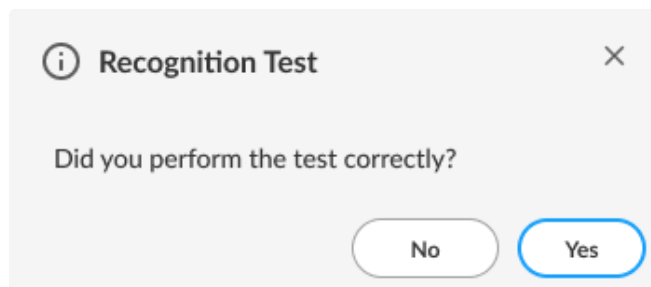 Recognition Test
Did you perform the test correctly?
No Yes